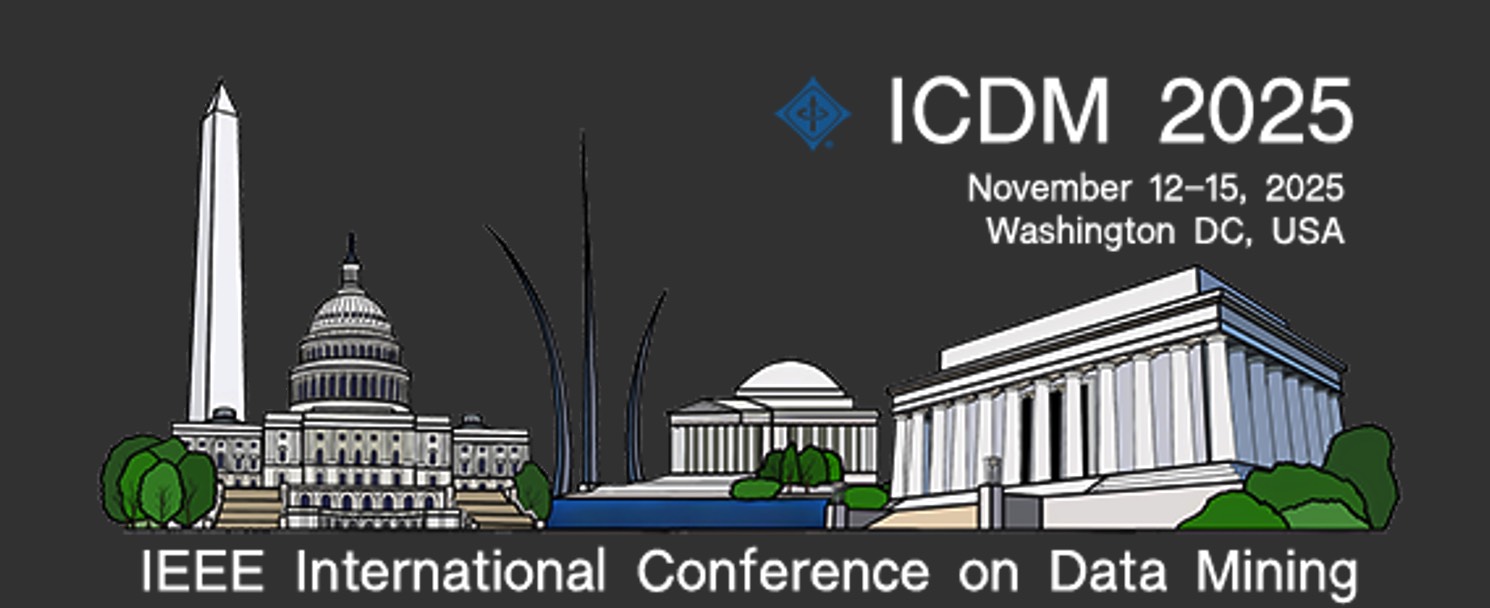 ICDM 2025
November 12–15, 2025
Washington DC, USA
IEEE International Conference on Data Mining